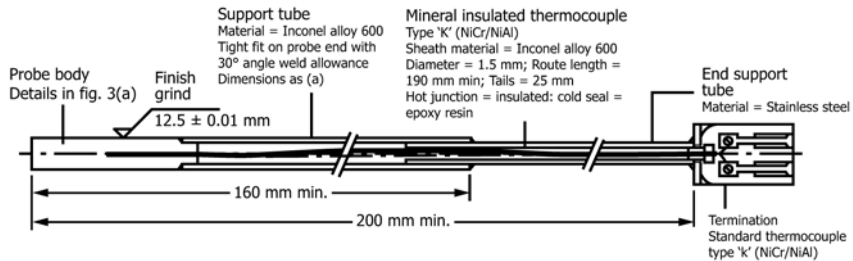 Support tube
Material = Inconel alloy 600
Tight fit on probe end with
30° angle weld allowance
Dimensions as (a)
Mineral insulated thermocouple
Type ‘K’ (NiCr/NiAl)
Sheath material = Inconel alloy 600
Diameter = 1.5 mm; Route length =
190 mm min; Tails = 25 mm
Hot junction = insulated: cold seal =
epoxy resin
Probe body
Details in fig. 3(a)
Finish
grind
12.5 ± 0.01 mm
End support
tube
Material = Stainless steel
160 mm min.
200 mm min.
Termination
Standard thermocouple
type ‘k’ (NiCr/NiAl)